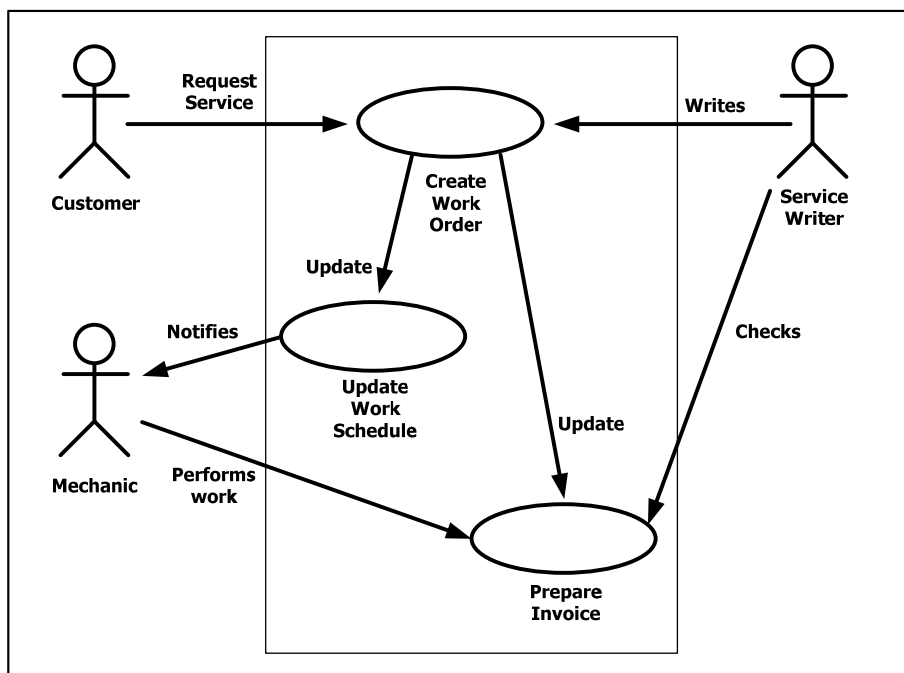 Request
Service
Writes
Customer
Create
Work
Order
Service
Writer
Update
Notifies
Checks
Update
Work
Schedule
Update
Mechanic
Performs
work
Prepare
Invoice